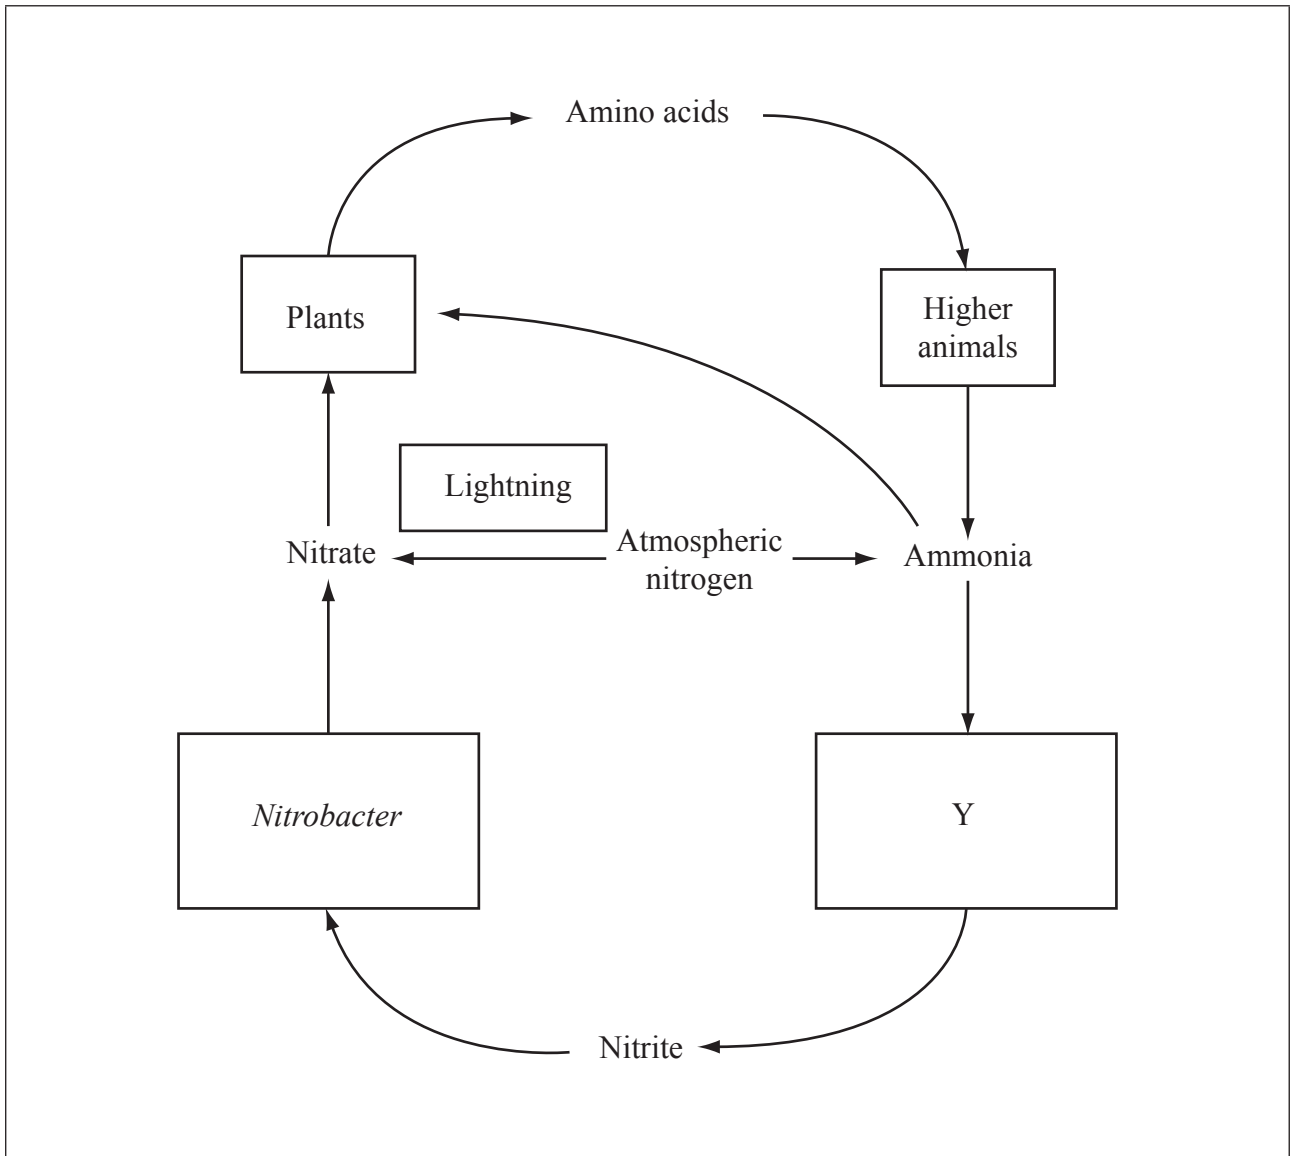 Amino acids
Plants
Higher
animals
Lightning
Nitrate
Atmospheric
nitrogen
Ammonia
Nitrobacter
Y
Nitrite